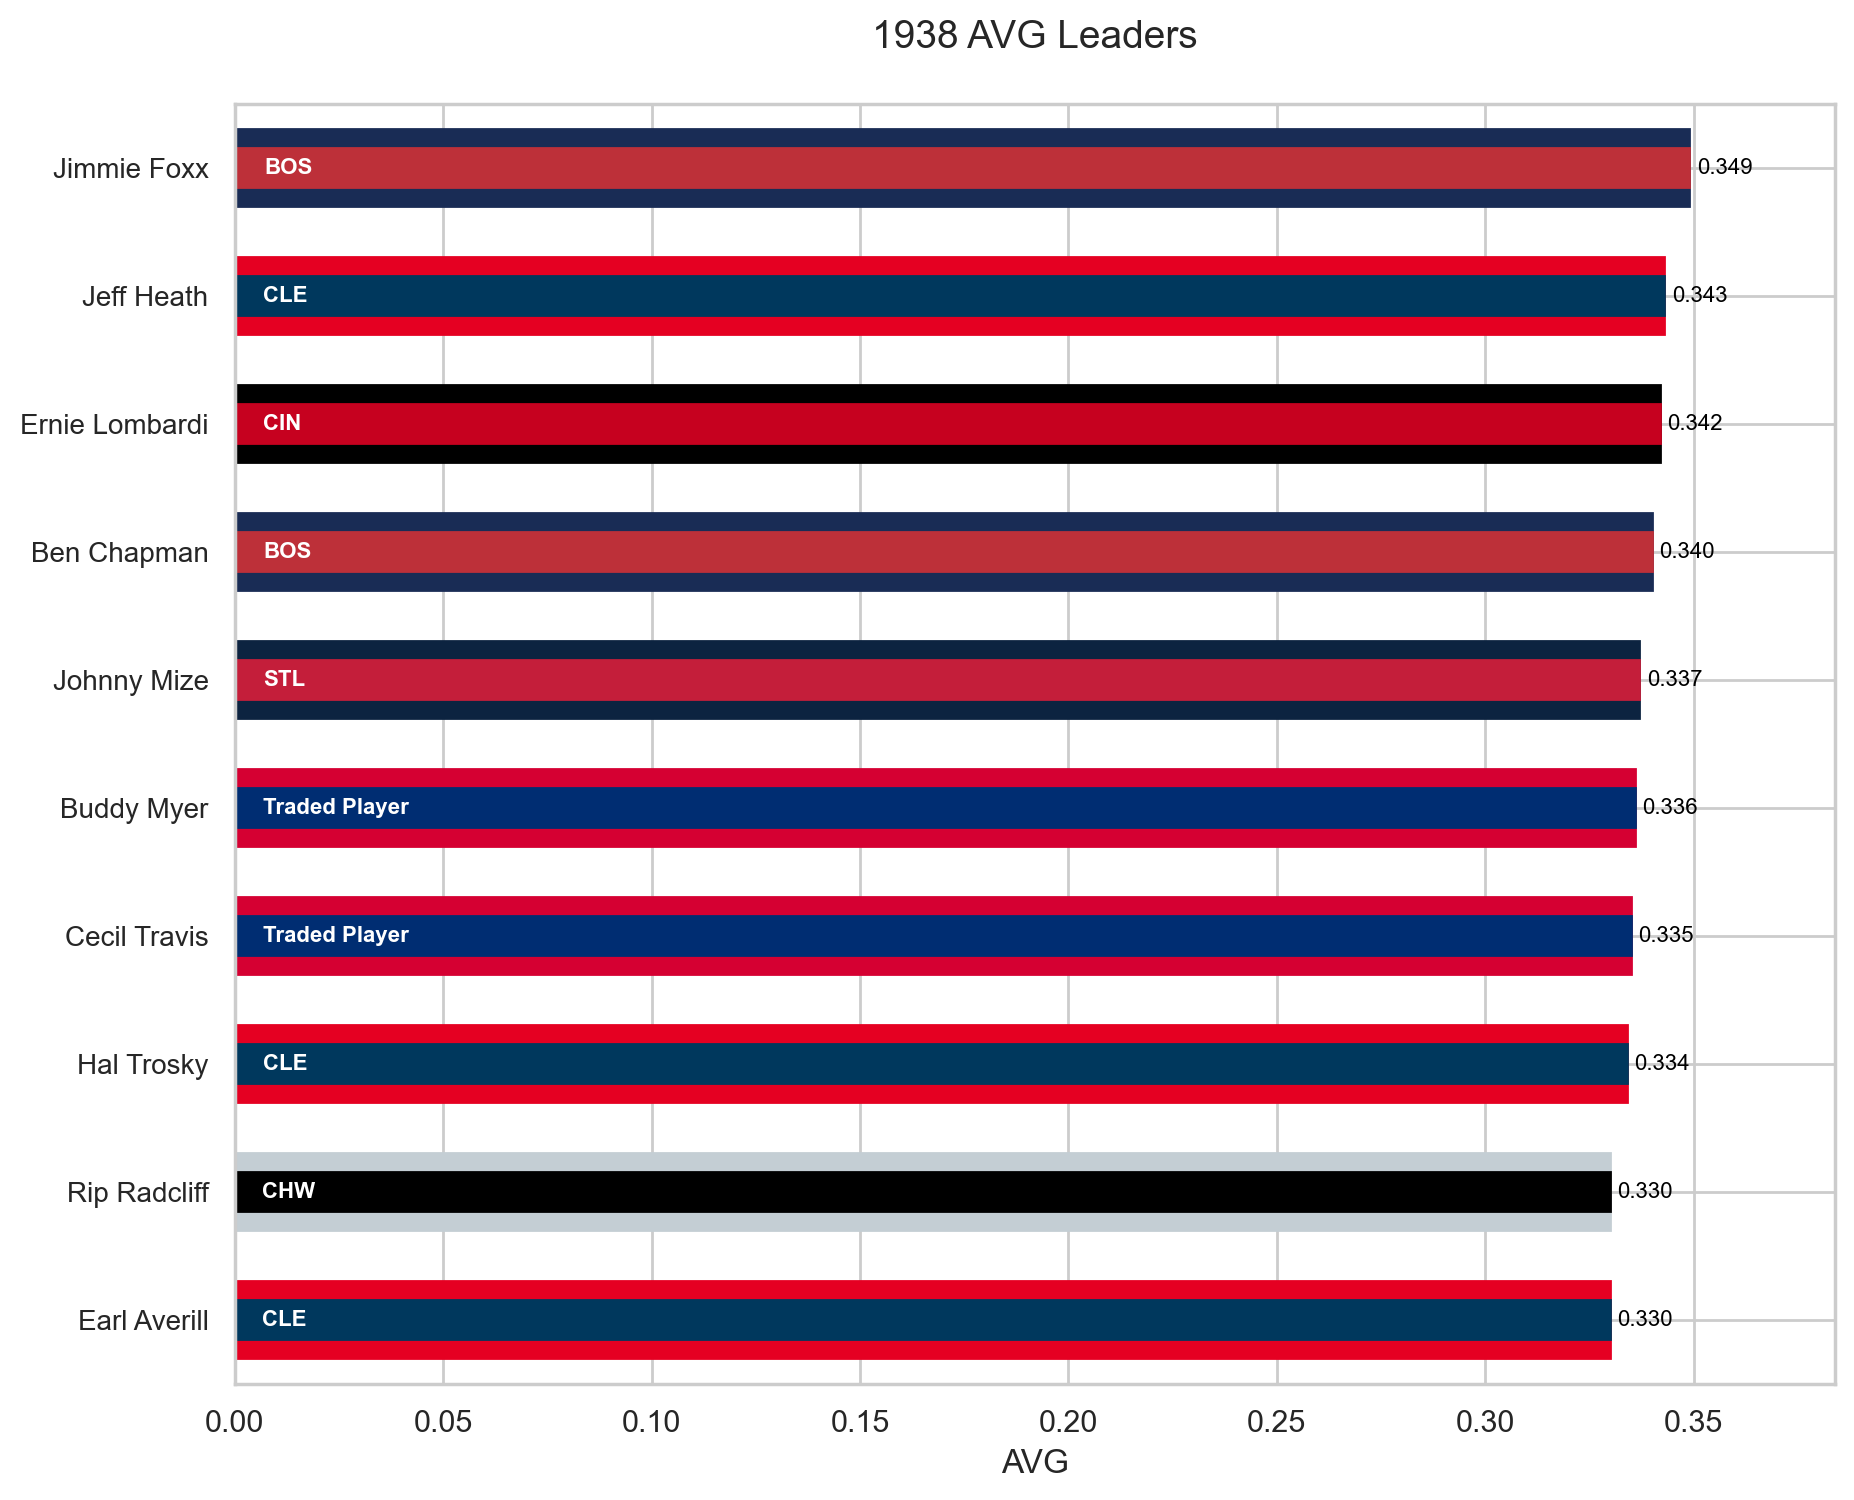 1938 AVG Leaders
Jimmie Foxx BOS 0.349
Jeff Heath CLE 0.343
Ernie Lombardi CIN 0.342
Ben Chapman BOS 0.340
Johnny Mize STL 0.337
Buddy Myer Traded Player 0.336
Cecil Travis Traded Player 0.335
Hal Trosky CLE 0.334
Rip Radcliff CHW 0.330
Earl Averill CLE 0.330
0.00 0.05 0.10 0.15 0.20 0.25 0.30 0.35
AVG